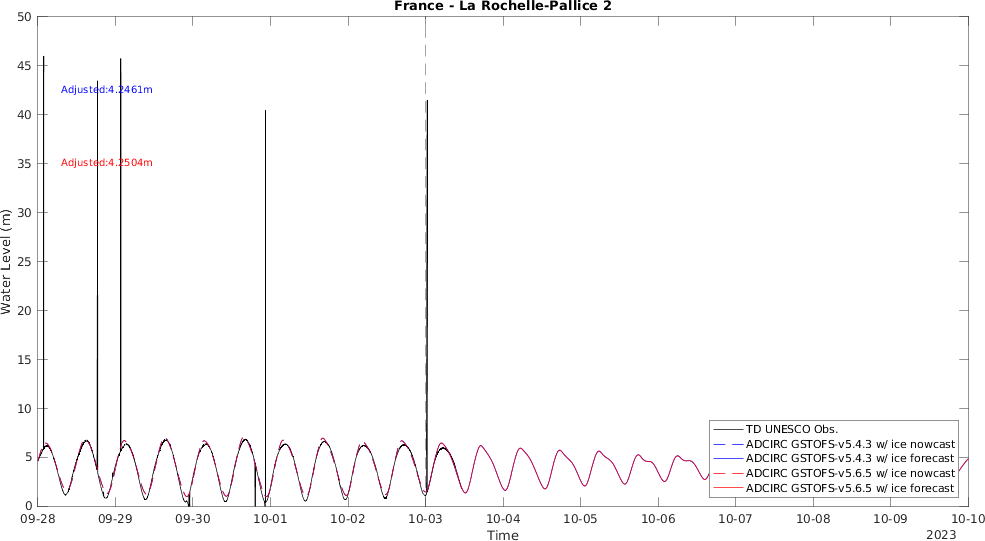 France - La Rochelle-Pallice 2
50
45
40
35
30
25
20
15
10
5
0
Water Level (m)
Adjusted:4.2461m
Adjusted:4.2504m
TD UNESCO Obs.
ADCIRC GSTOFS-v5.4.3 w/ ice nowcast
ADCIRC GSTOFS-v5.4.3 w/ ice forecast
ADCIRC GSTOFS-v5.6.5 w/ ice nowcast
ADCIRC GSTOFS-v5.6.5 w/ ice forecast
09-28 09-29 09-30 10-01 10-02 10-03 10-04 10-05 10-06 10-07 10-08 10-09 10-10
Time
2023